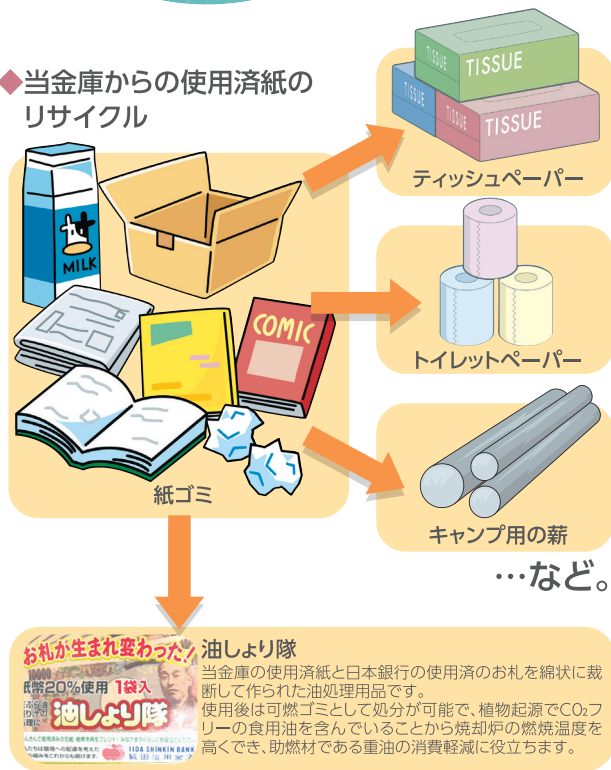 ◆当金庫からの使用済紙の
リサイクル
TISSUE
TISSUE
TISSUE
TISSUE
TISSUE
ティッシュペーパー
MILK
COMIC
トイレットペーパー
紙ゴミ
キャンプ用の薪
…など。
お札が生まれ変わった!
10000
氏幣20%使用 1袋入
油しょり隊
IIDA SHINKIN BANK
飯田信用金
油しょり隊
当金庫の使用済紙と日本銀行の使用済のお札を綿状に裁
断して作られた油処理用品です。
使用後は可燃ゴミとして処分が可能で、植物起源でCO₂フ
リーの食用油を含んでいることから焼却炉の燃焼温度を
高くでき、助燃材である重油の消費軽減に役立ちます。